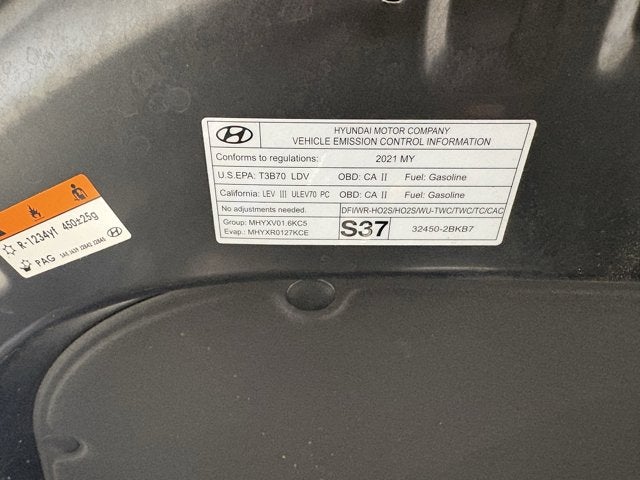 HYUNDAI MOTOR COMPANY
VEHICLE EMISSION CONTROL INFORMATION
Conforms to regulations: 2021 MY
U.S.EPA: T3B70 LDV OBD: CA II Fuel: Gasoline
California: LEV III ULEV70 PC OBD: CA II Fuel: Gasoline
No adjustments needed. DFI/WR-HO2S/HO2S/WU-TWC/TWC/TC/CAC
Group: MHYXV01.6KC5
Evap.: MHYXR0127KCE
S37
32450-2BKB7
R-1234yf 450±25g
PAG SAE J639